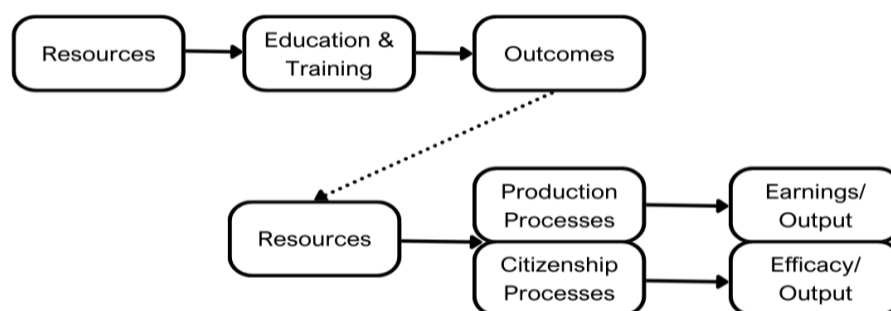 Resources
Education &
Training
Outcomes
Resources
Production
Processes
Earnings/
Output
Citizenship
Processes
Efficacy/
Output